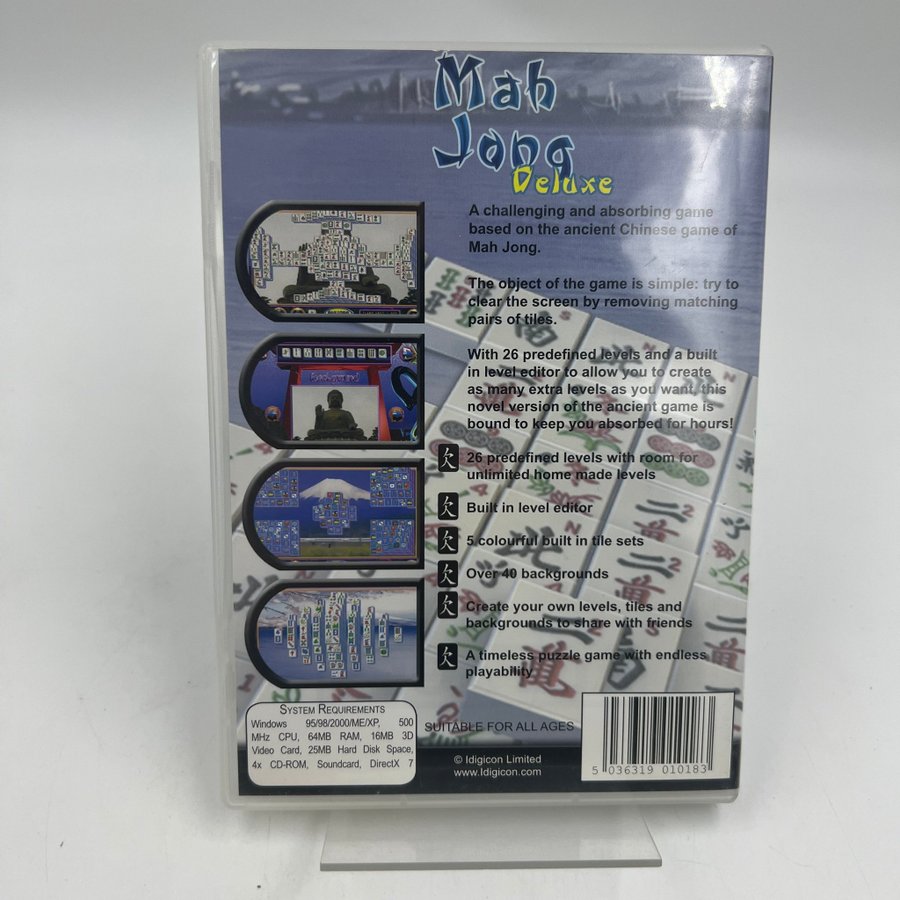 Mah
Jong
Deluxe
A challenging and absorbing game
based on the ancient Chinese game of
Mah Jong.
The object of the game is simple: try to
clear the screen by removing matching
pairs of tiles.
With 26 predefined levels and a built
in level editor to allow you to create
as many extra levels as you want, this
novel version of the ancient game is
bound to keep you absorbed for hours!
欠 26 predefined levels with room for
unlimited home made levels
欠 Built in level editor
欠 5 colourful built in tile sets
欠 Over 40 backgrounds
欠 Create your own levels, tiles and
backgrounds to share with friends
欠 A timeless puzzle game with endless
playability
SYSTEM REQUIREMENTS
Windows 95/98/2000/ME/XP, 500
MHz CPU, 64MB RAM, 16MB 3D
Video Card, 25MB Hard Disk Space,
4x CD-ROM, Soundcard, DirectX 7
SUITABLE FOR ALL AGES
© Idigicon Limited
www.Idigicon.com
5 036319 010183